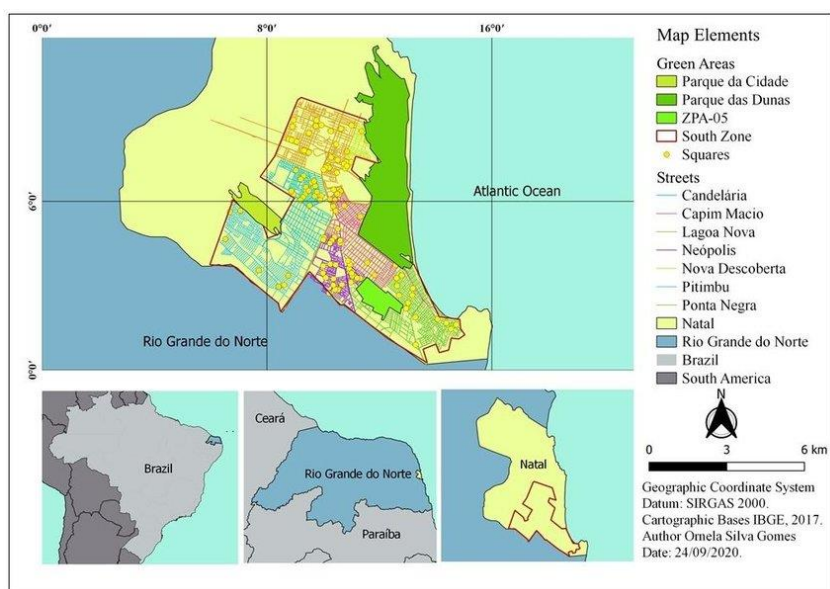 0°0' 8°0' 16°0'
6°0'
0°0'
Atlantic Ocean
Rio Grande do Norte
Map Elements
Green Areas
Parque da Cidade
Parque das Dunas
ZPA-05
South Zone
Squares
Streets
Candelária
Capim Macio
Lagoa Nova
Neópolis
Nova Descoberta
Pitimbu
Ponta Negra
Natal
Rio Grande do Norte
Brazil
South America
N
0 3 6 km
Geographic Coordinate System
Datum: SIRGAS 2000.
Cartographic Bases IBGE, 2017.
Author Ornela Silva Gomes
Date: 24/09/2020.
Brazil
Ceará
Rio Grande do Norte
Paraíba
Natal